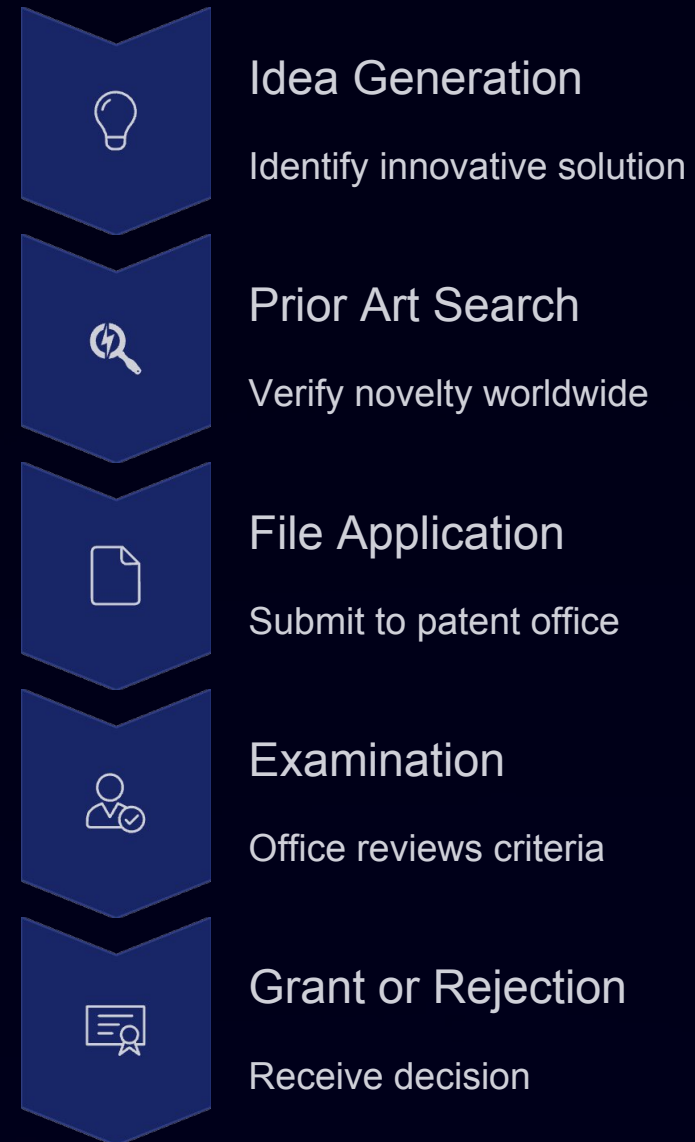 Idea Generation
Identify innovative solution
Prior Art Search
Verify novelty worldwide
File Application
Submit to patent office
Examination
Office reviews criteria
Grant or Rejection
Receive decision